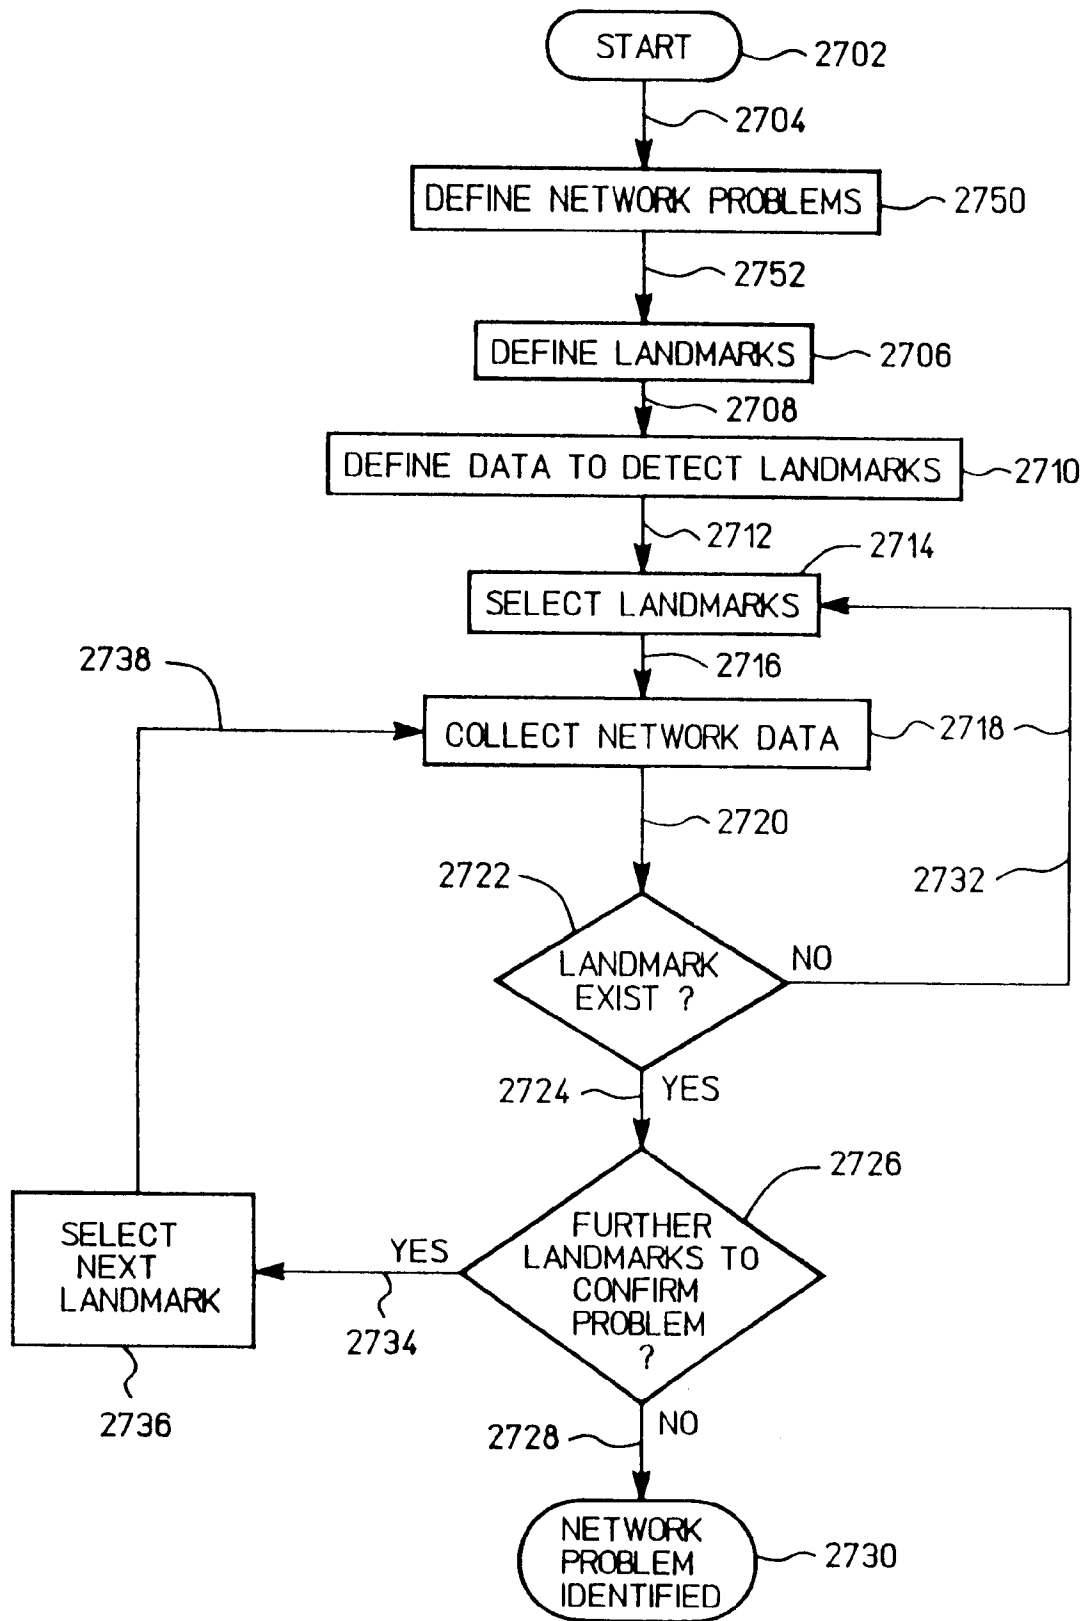 START
2702
2704
DEFINE NETWORK PROBLEMS
2750
2752
DEFINE LANDMARKS
2706
2708
DEFINE DATA TO DETECT LANDMARKS
2710
2712
2714
SELECT LANDMARKS
2738
2716
COLLECT NETWORK DATA
2718
2720
2722
2732
LANDMARK
EXIST ?
NO
2724
YES
2726
FURTHER
LANDMARKS TO
CONFIRM
PROBLEM
?
YES
2734
SELECT
NEXT
LANDMARK
2736
2728
NO
NETWORK
PROBLEM
IDENTIFIED
2730